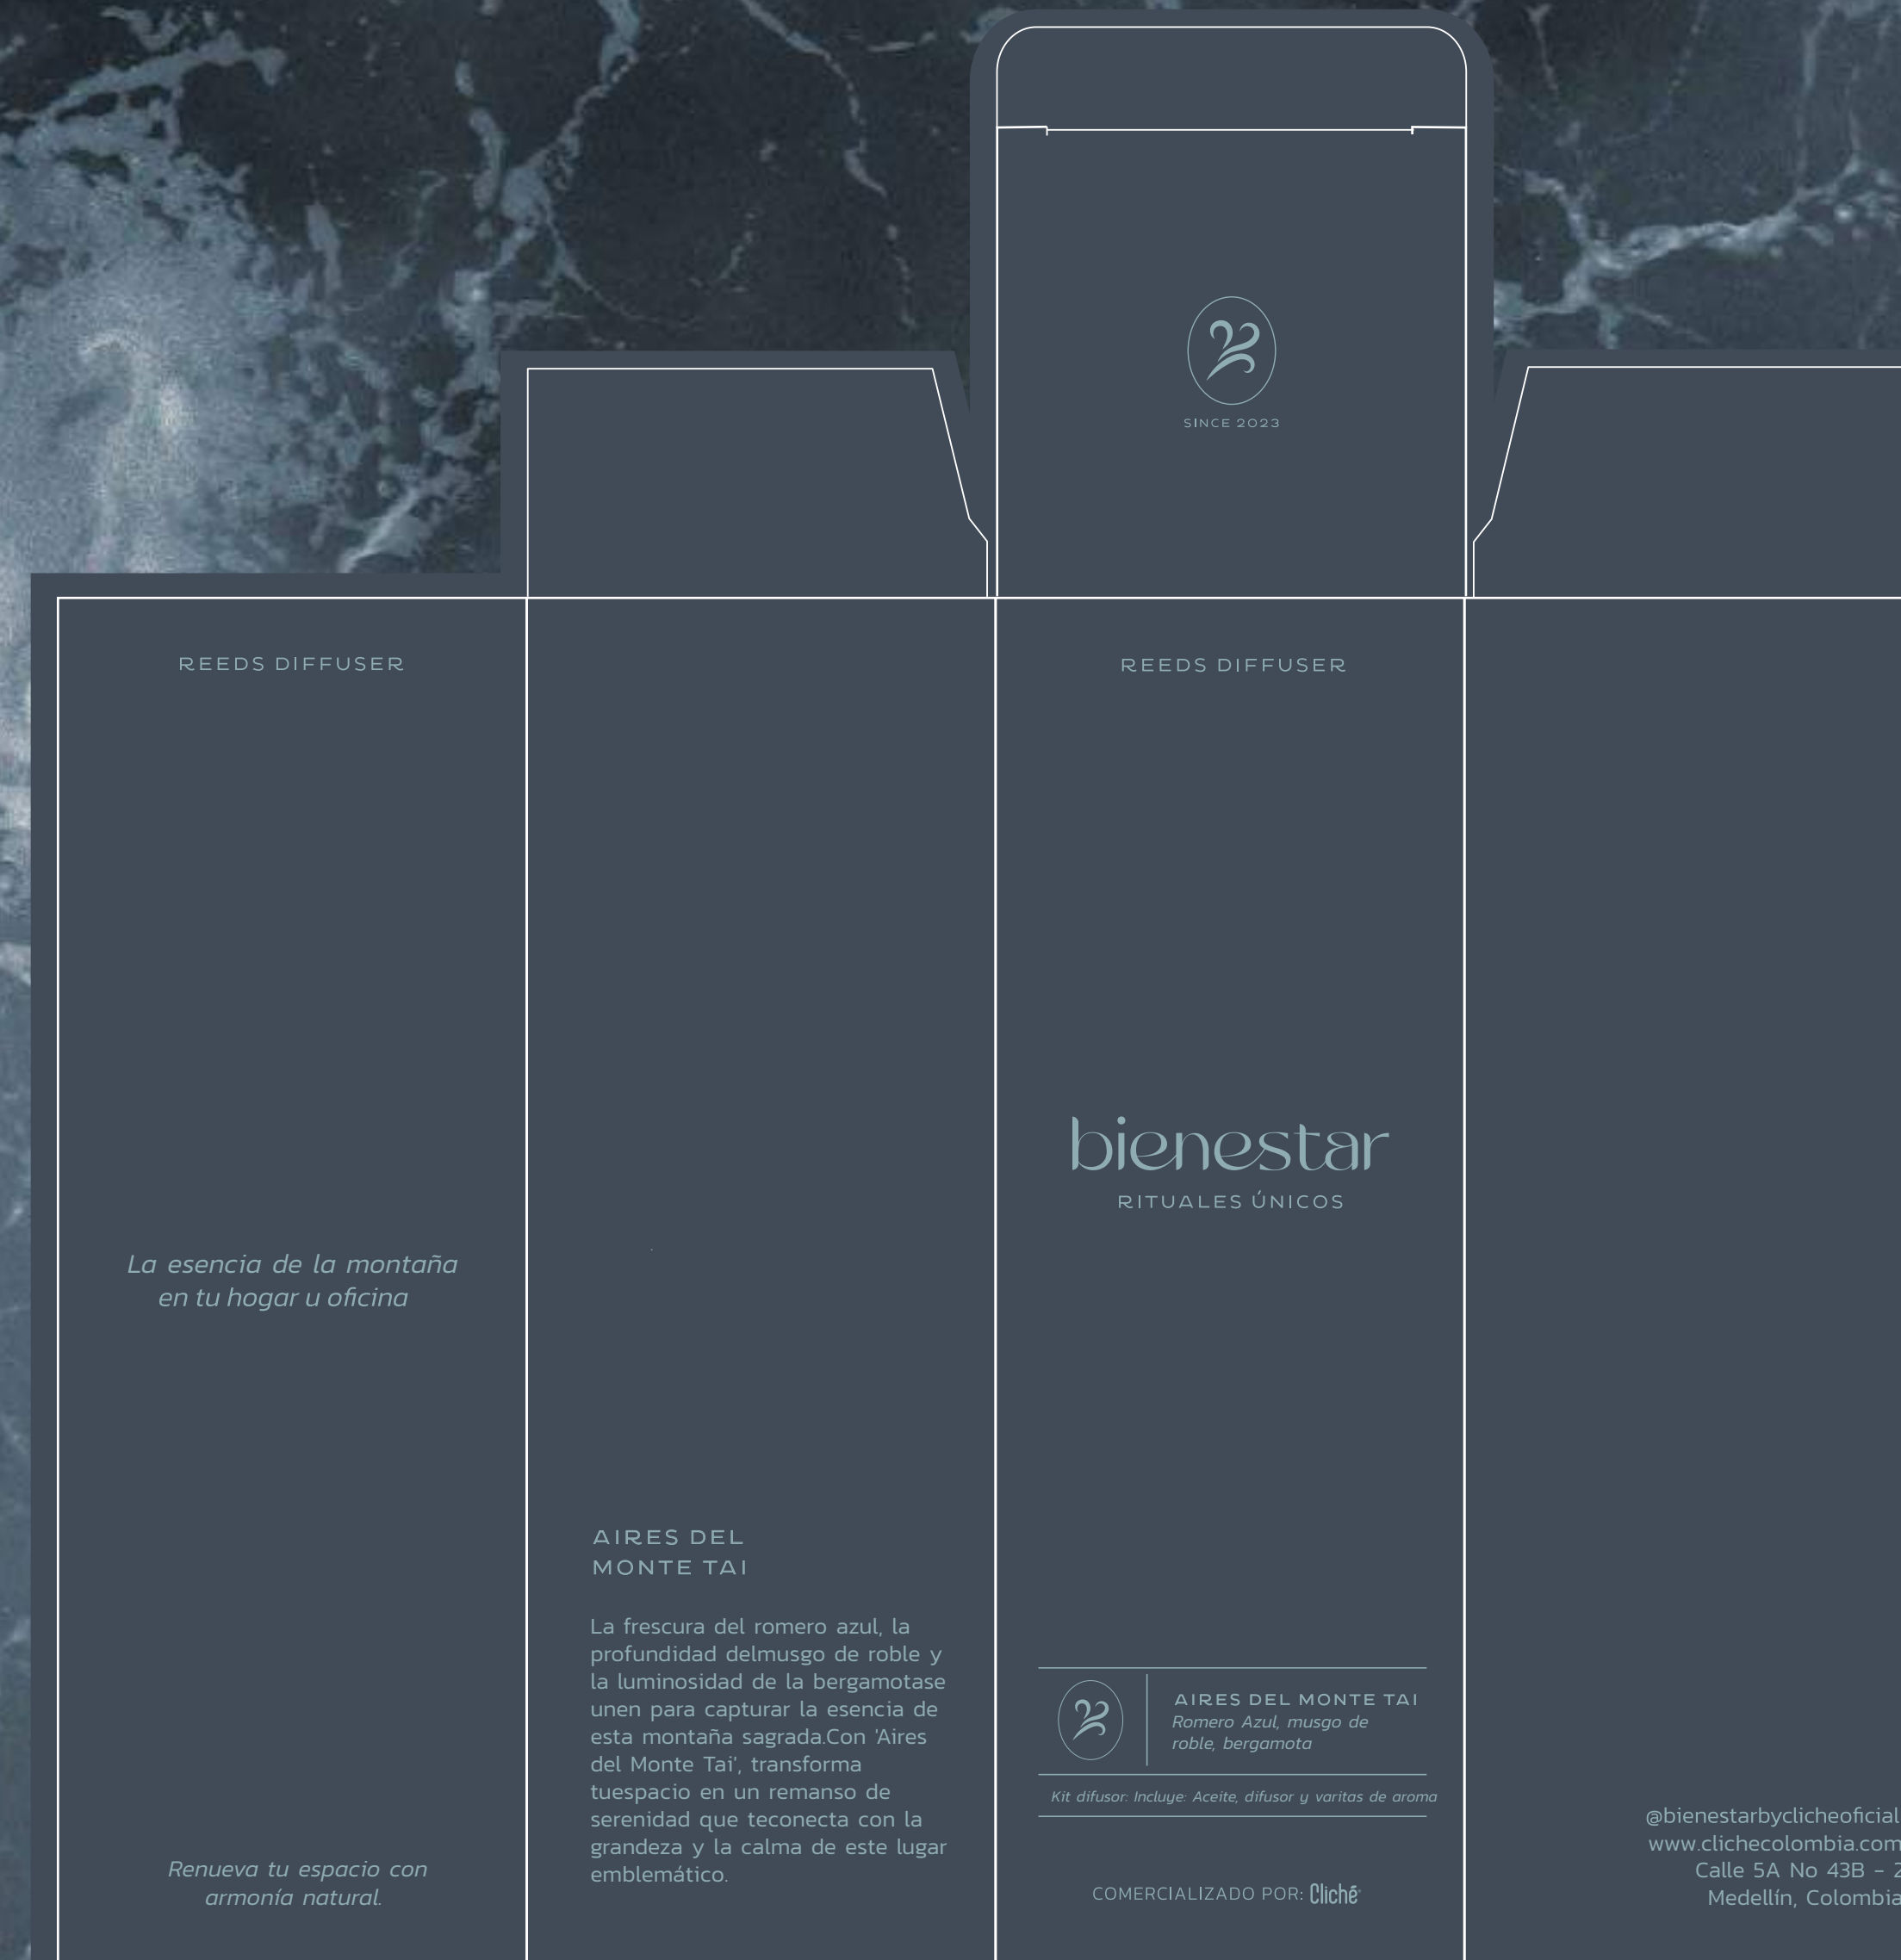 SINCE 2023
REEDS DIFFUSER
La esencia de la montaña
en tu hogar u oficina
Renueva tu espacio con
armonía natural.
AIRES DEL
MONTE TAI
La frescura del romero azul, la
profundidad delmusgo de roble y
la luminosidad de la bergamotase
unen para capturar la esencia de
esta montaña sagrada.Con 'Aires
del Monte Tai', transforma
tuespacio en un remanso de
serenidad que teconecta con la
grandeza y la calma de este lugar
emblemático.
REEDS DIFFUSER
bienestar
RITUALES ÚNICOS
AIRES DEL MONTE TAI
Romero Azul, musgo de
roble, bergamota
Kit difusor: Incluye: Aceite, difusor y varitas de aroma
COMERCIALIZADO POR: Cliché
@bienestarbyclicheoficial
www.clichecolombia.com
Calle 5A No 43B - 2
Medellín, Colombia